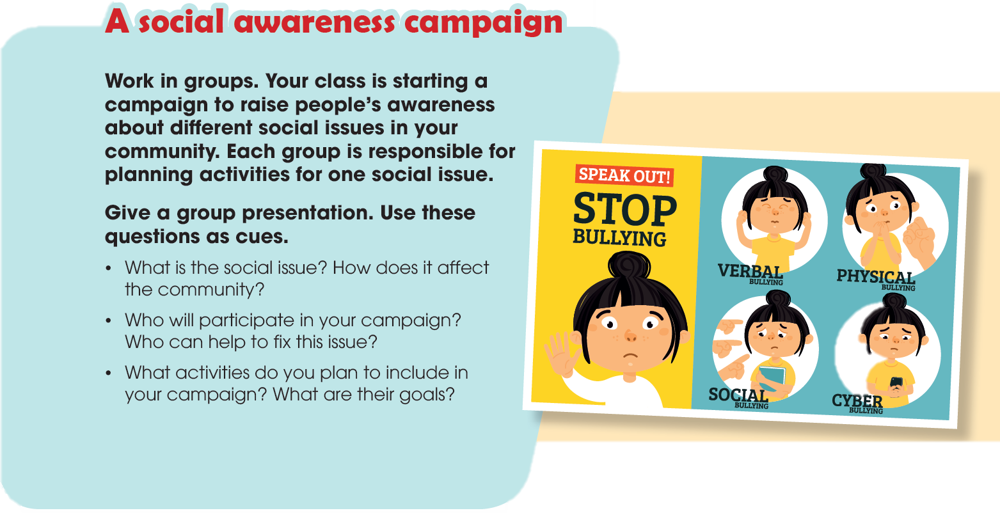 A social awareness campaign
Work in groups. Your class is starting a
campaign to raise people's awareness
about different social issues in your
community. Each group is responsible for
planning activities for one social issue.
Give a group presentation. Use these
questions as cues.
• What is the social issue? How does it affect
the community?
• Who will participate in your campaign?
Who can help to fix this issue?
• What activities do you plan to include in
your campaign? What are their goals?
SPEAK OUT!
STOP
BULLYING
VERBAL
BULLYING
PHYSICAL
BULLYING
SOCIAL
BULLYING
CYBER
BULLYING